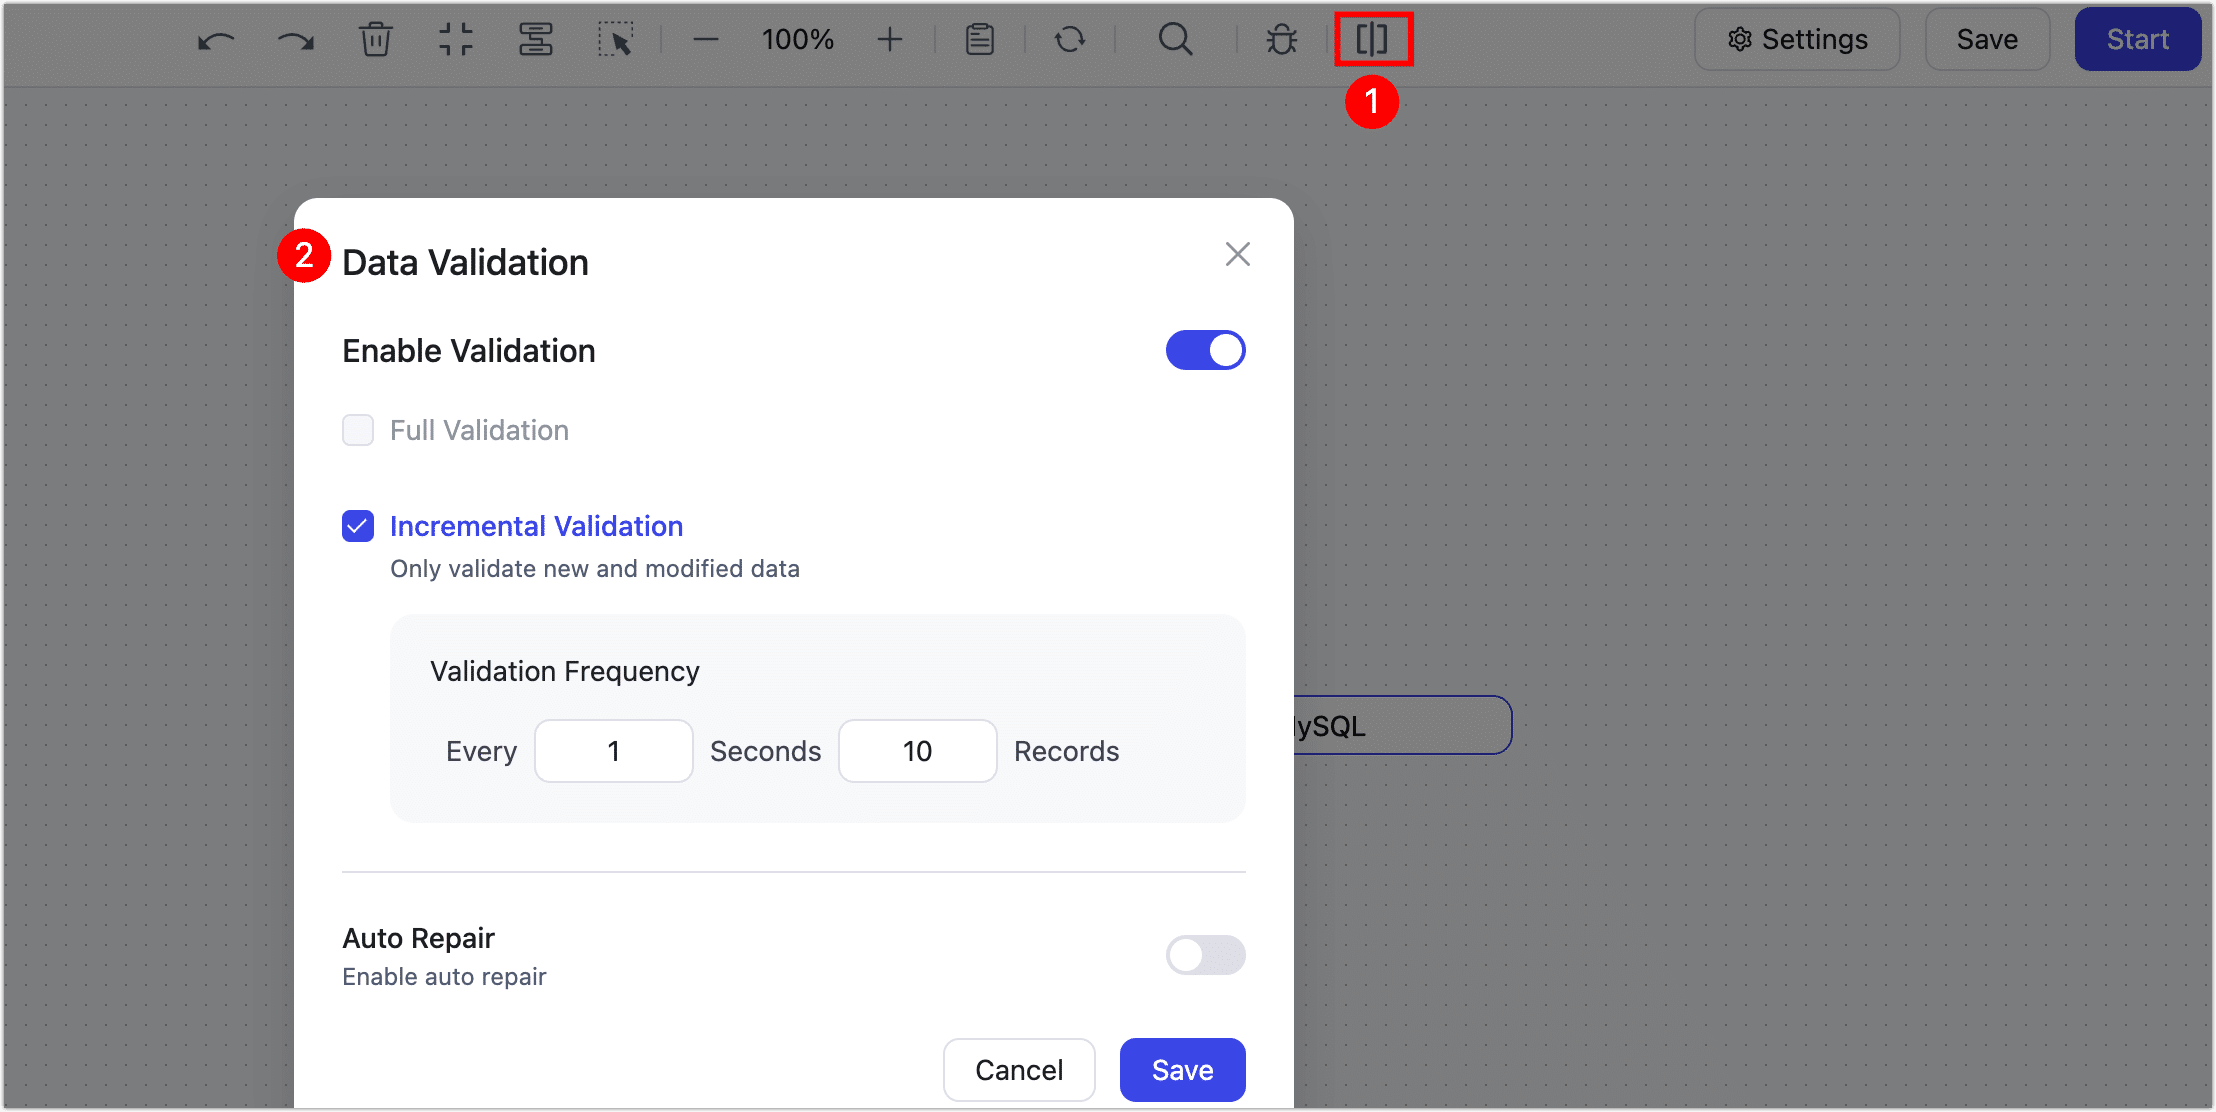 100%
Settings
Save
Start
1
2
Data Validation
Enable Validation
Full Validation
Incremental Validation
Only validate new and modified data
Validation Frequency
Every 1 Seconds 10 Records
ySQL
Auto Repair
Enable auto repair
Cancel
Save